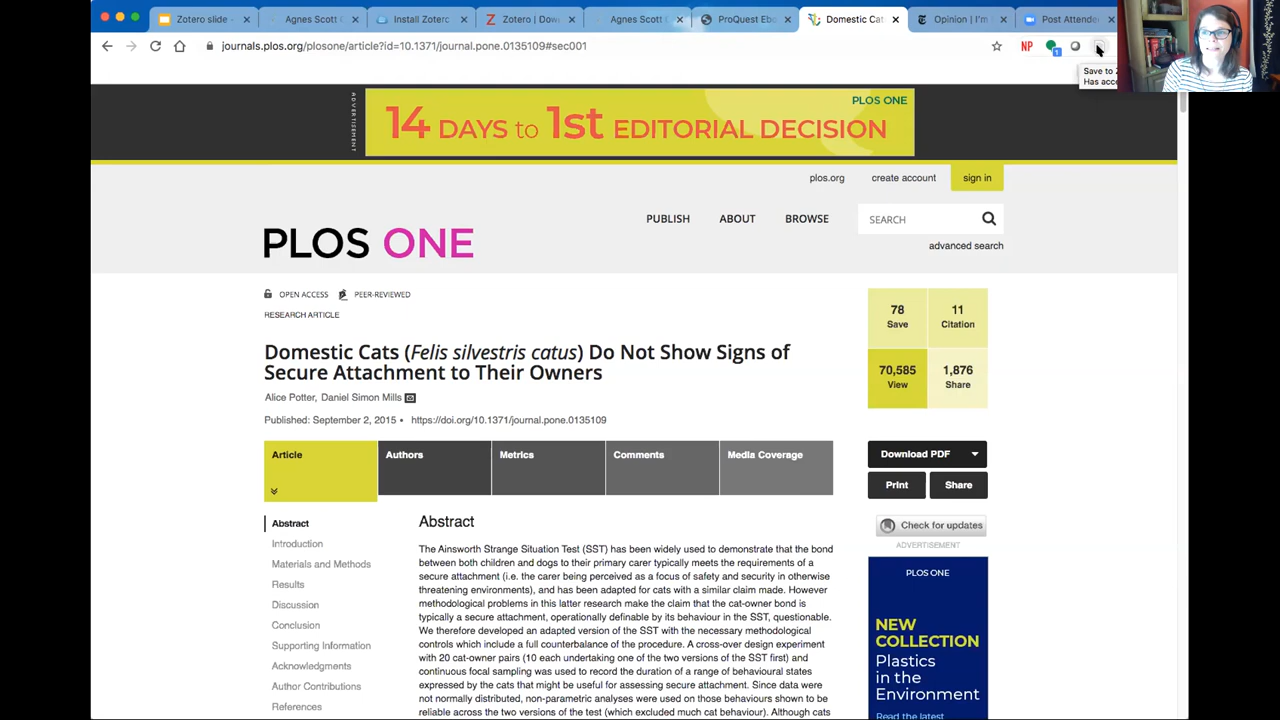 Zotero slide -
Agnes Scott C
Install Zoterc
Zotero | Dow
Agnes Scott C
ProQuest Ebo
Domestic Cat
Opinion | I'm
Post Attende
journals.plos.org/plosone/article?id=10.1371/journal.pone.0135109#sec001
NP
1
Save to Z
Has acce
ADVERTISEMENT
PLOS ONE
14 DAYS to 1st EDITORIAL DECISION
plos.org
create account
sign in
PUBLISH
ABOUT
BROWSE
SEARCH
advanced search
PLOS ONE
OPEN ACCESS
PEER-REVIEWED
RESEARCH ARTICLE
Domestic Cats (Felis silvestris catus) Do Not Show Signs of
Secure Attachment to Their Owners
Alice Potter, Daniel Simon Mills
Published: September 2, 2015 • https://doi.org/10.1371/journal.pone.0135109
78
Save
11
Citation
70,585
View
1,876
Share
Article
Authors
Metrics
Comments
Media Coverage
Download PDF
Print
Share
Check for updates
ADVERTISEMENT
PLOS ONE
NEW
COLLECTION
Plastics
in the
Environment
Read the latest
Abstract
Introduction
Materials and Methods
Results
Discussion
Conclusion
Supporting Information
Acknowledgments
Author Contributions
References
Abstract
The Ainsworth Strange Situation Test (SST) has been widely used to demonstrate that the bond
between both children and dogs to their primary carer typically meets the requirements of a
secure attachment (i.e. the carer being perceived as a focus of safety and security in otherwise
threatening environments), and has been adapted for cats with a similar claim made. However
methodological problems in this latter research make the claim that the cat-owner bond is
typically a secure attachment, operationally definable by its behaviour in the SST, questionable.
We therefore developed an adapted version of the SST with the necessary methodological
controls which include a full counterbalance of the procedure. A cross-over design experiment
with 20 cat-owner pairs (10 each undertaking one of the two versions of the SST first) and
continuous focal sampling was used to record the duration of a range of behavioural states
expressed by the cats that might be useful for assessing secure attachment. Since data were
not normally distributed, non-parametric analyses were used on those behaviours shown to be
reliable across the two versions of the test (which excluded much cat behaviour). Although cats